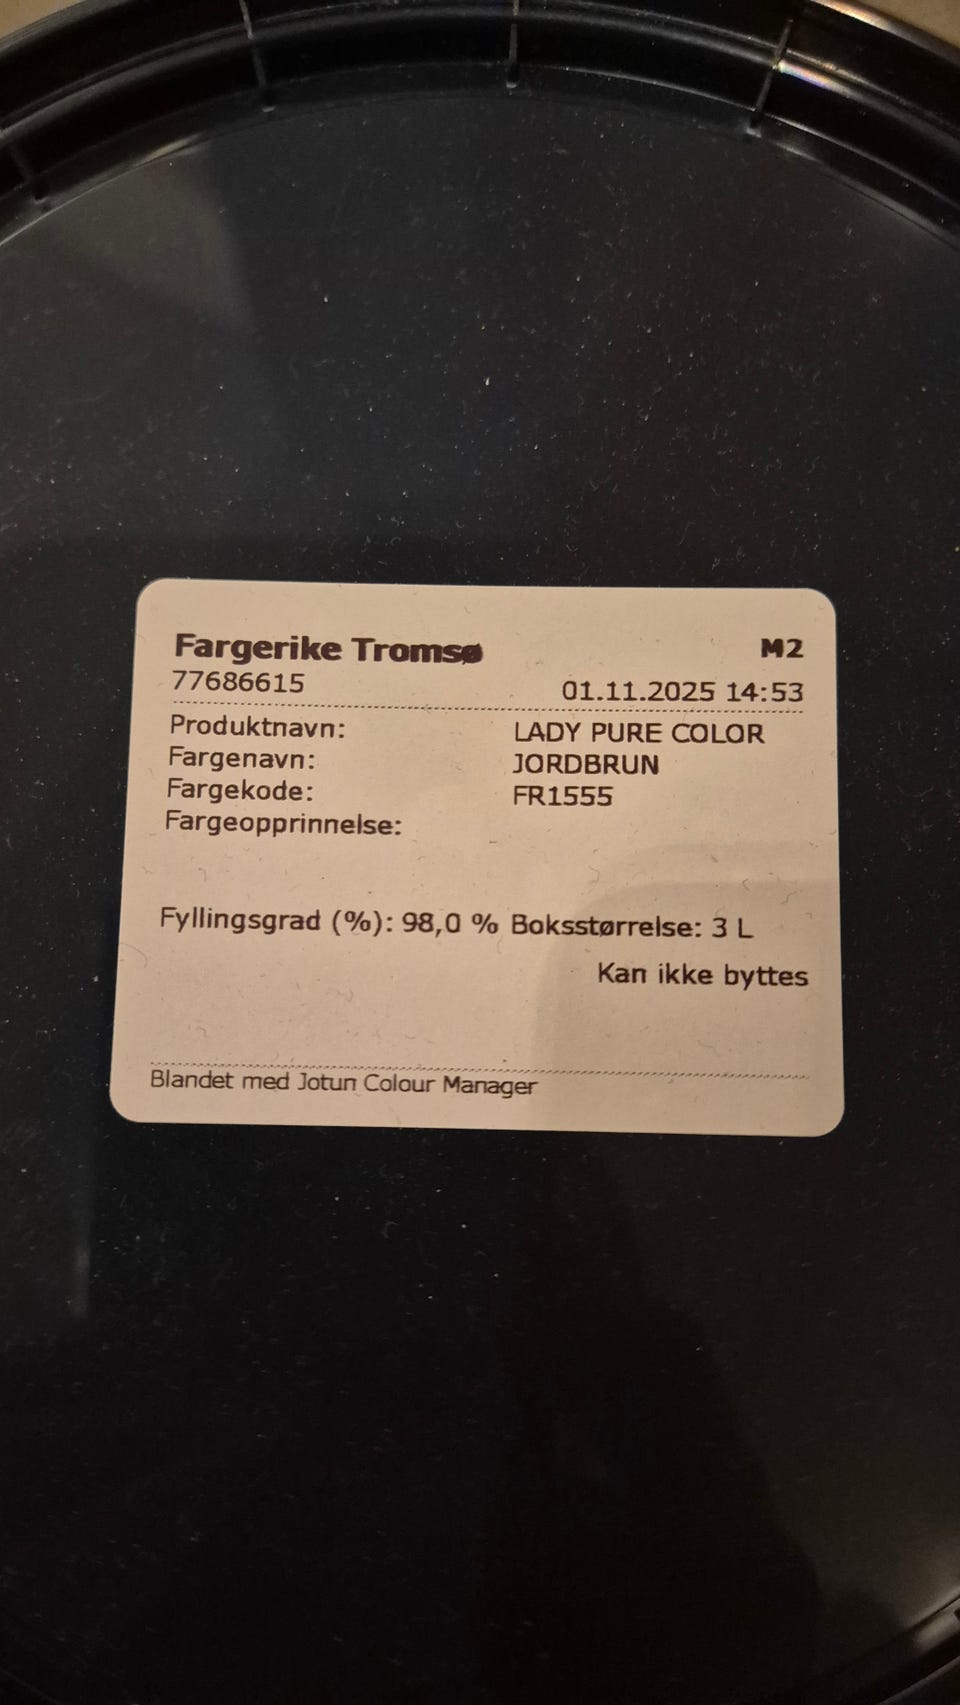 Fargerike Tromsø M2
77686615 01.11.2025 14:53
Produktnavn: LADY PURE COLOR
Fargenavn: JORDBRUN
Fargekode: FR1555
Fargeopprinnelse:
Fyllingsgrad (%): 98,0 % Boksstørrelse: 3 L
Kan ikke byttes
Blandet med Jotun Colour Manager